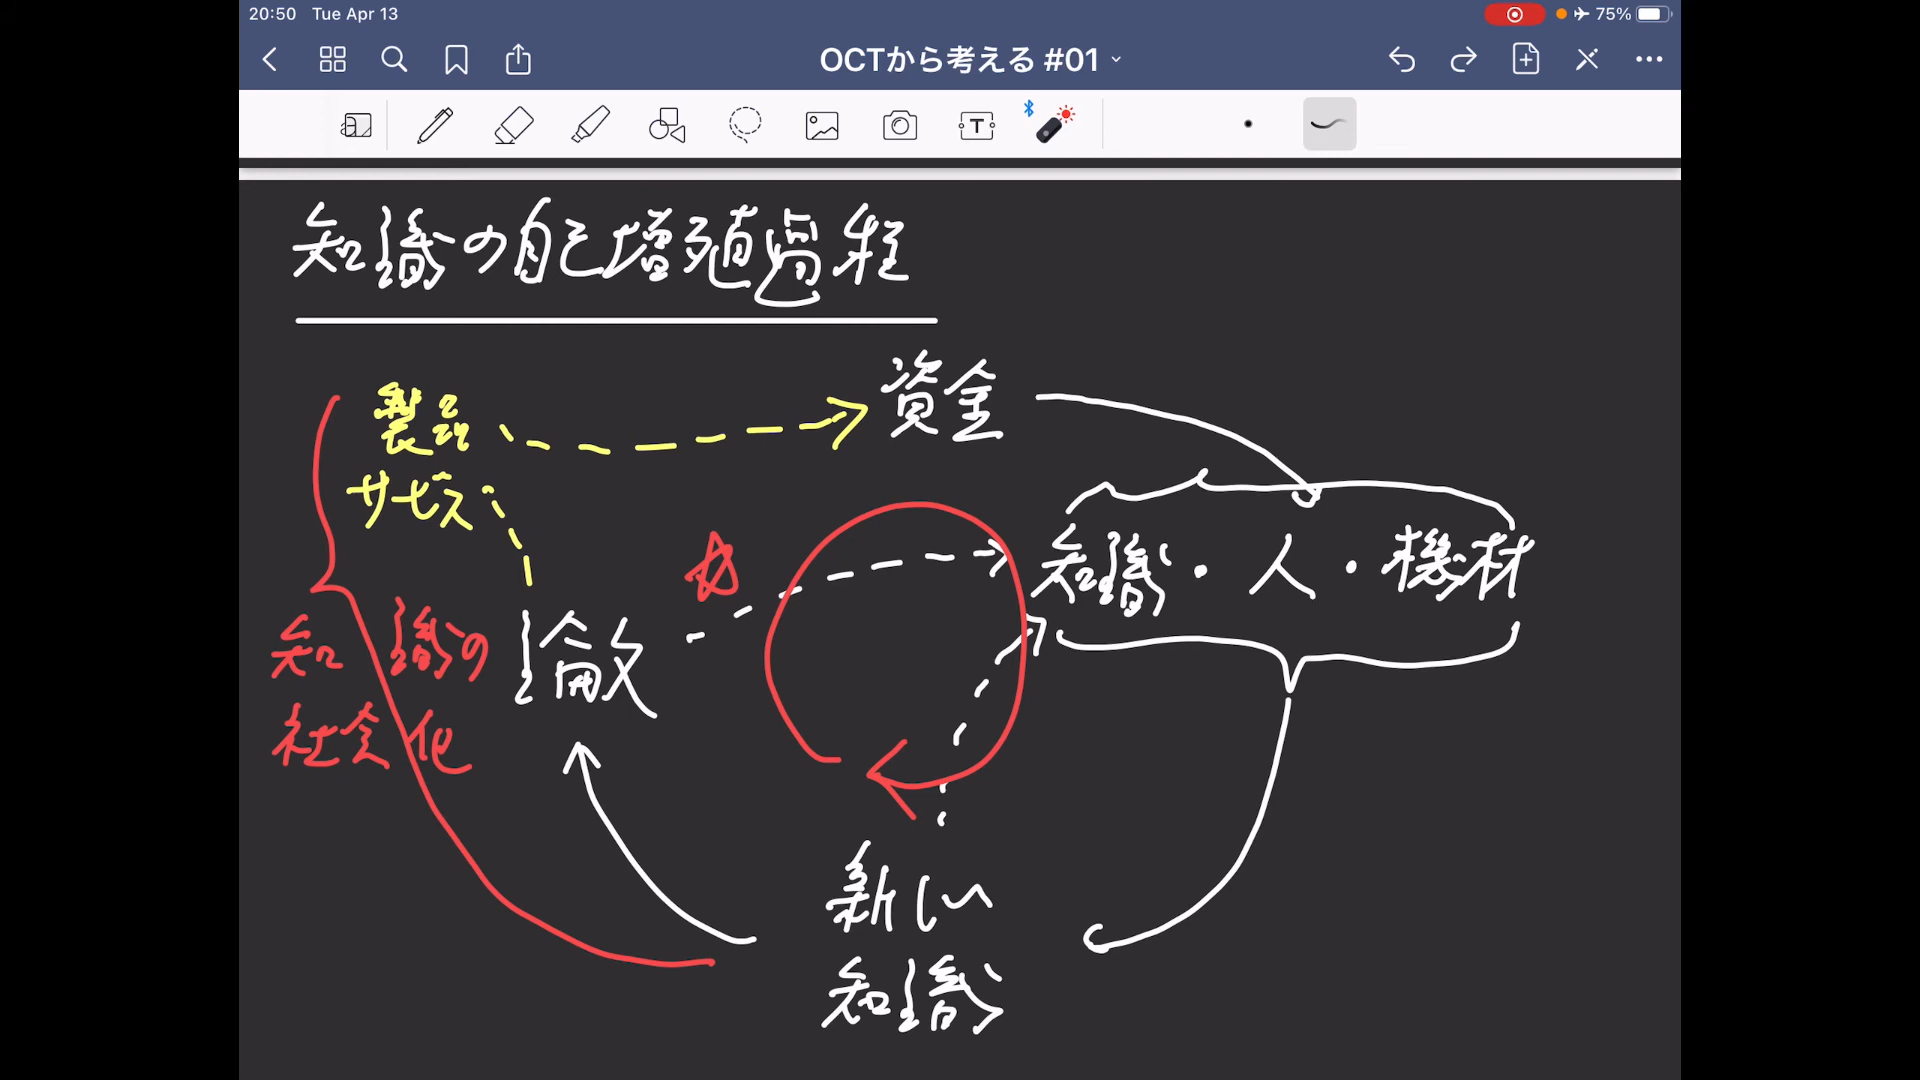 20:50 Tue Apr 13
75%
OCTから考える #01
知識の自己増殖過程
製品
サービス
資金
知識・人・機材
論文
知識の
社会化
新しい
知識